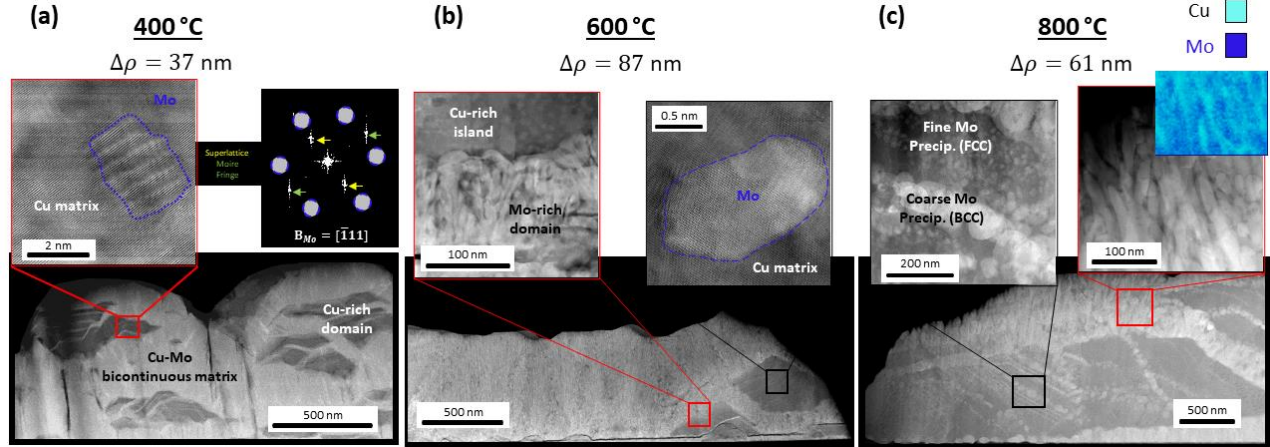 (a)
400 °C
Δρ = 37 nm
Mo
Cu matrix
2 nm
Superlattice
Moire
Fringe
B_Mo = [1̅11]
Cu-rich
domain
Cu-Mo
bicontinuous matrix
500 nm
(b)
600 °C
Δρ = 87 nm
Cu-rich
island
Mo-rich
domain
100 nm
0.5 nm
Mo
Cu matrix
500 nm
(c)
800 °C
Δρ = 61 nm
Cu
Mo
Fine Mo
Precip. (FCC)
Coarse Mo
Precip. (BCC)
200 nm
100 nm
500 nm